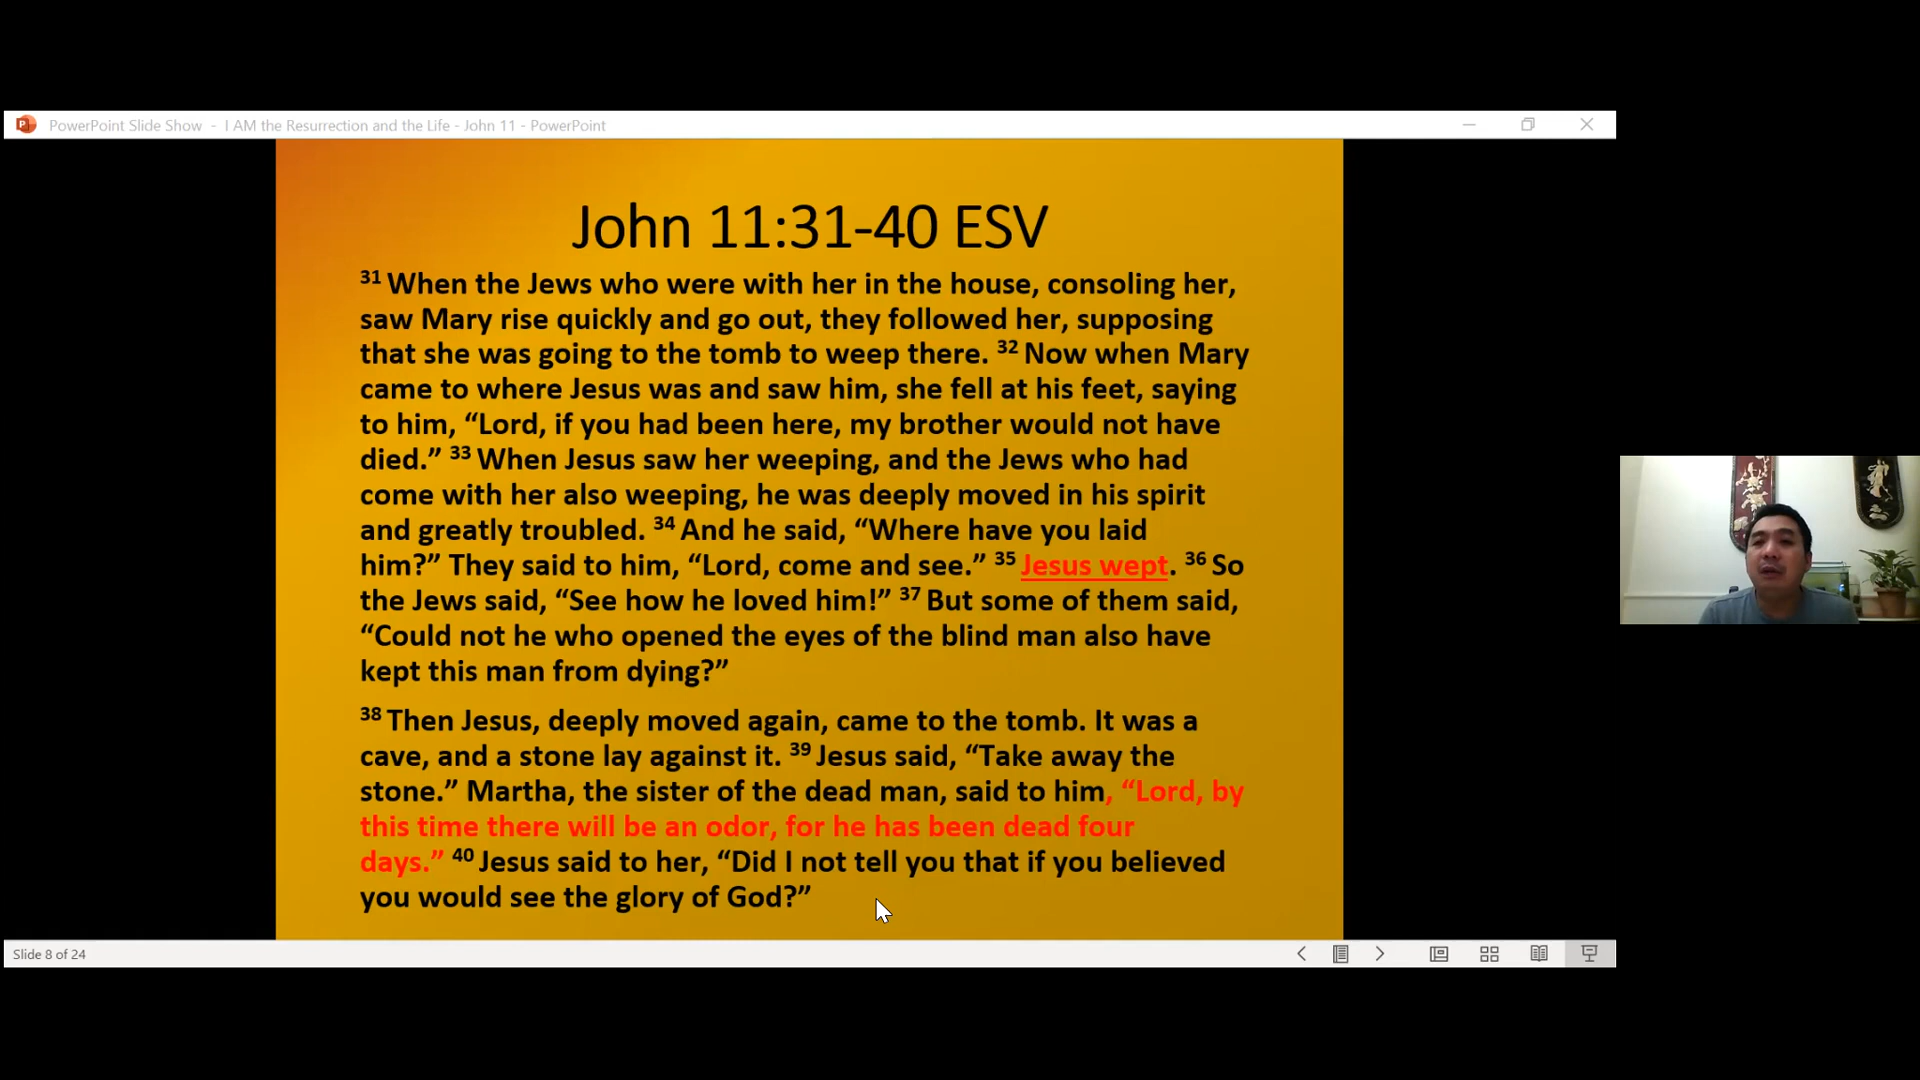 PowerPoint Slide Show - I AM the Resurrection and the Life - John 11 - PowerPoint
John 11:31-40 ESV
31 When the Jews who were with her in the house, consoling her,
saw Mary rise quickly and go out, they followed her, supposing
that she was going to the tomb to weep there. 32 Now when Mary
came to where Jesus was and saw him, she fell at his feet, saying
to him, “Lord, if you had been here, my brother would not have
died.” 33 When Jesus saw her weeping, and the Jews who had
come with her also weeping, he was deeply moved in his spirit
and greatly troubled. 34 And he said, “Where have you laid
him?” They said to him, “Lord, come and see.” 35 Jesus wept. 36 So
the Jews said, “See how he loved him!” 37 But some of them said,
“Could not he who opened the eyes of the blind man also have
kept this man from dying?”
38 Then Jesus, deeply moved again, came to the tomb. It was a
cave, and a stone lay against it. 39 Jesus said, “Take away the
stone.” Martha, the sister of the dead man, said to him, “Lord, by
this time there will be an odor, for he has been dead four
days.” 40 Jesus said to her, “Did I not tell you that if you believed
you would see the glory of God?”
Slide 8 of 24